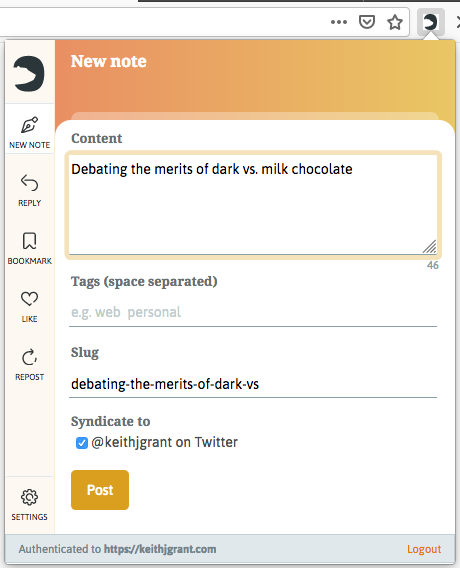 New note
NEW NOTE
REPLY
BOOKMARK
LIKE
REPOST
SETTINGS
Content
Debating the merits of dark vs. milk chocolate
46
Tags (space separated)
e.g. web personal
Slug
debating-the-merits-of-dark-vs
Syndicate to
@keithjgrant on Twitter
Post
Authenticated to https://keithjgrant.com
Logout